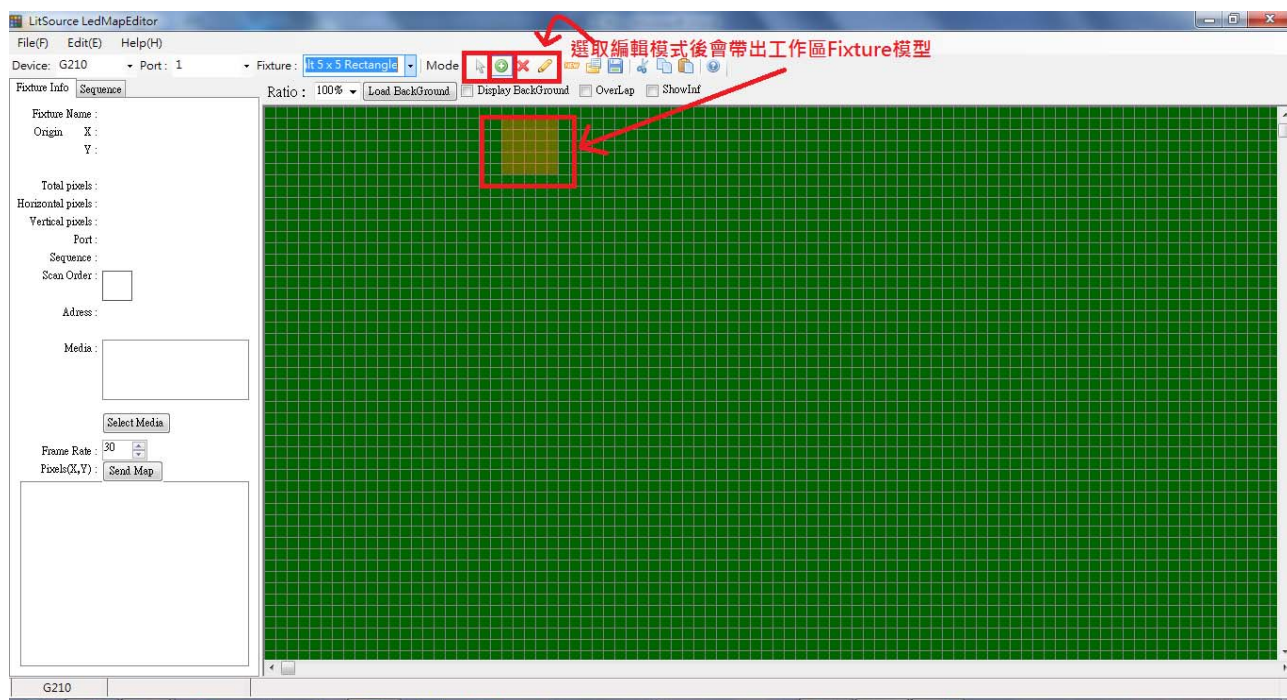 LitSource LedMapEditor
File(F) Edit(E) Help(H)
選取編輯模式後會帶出工作區Fixture模型
Device: G210 Port: 1 Fixture: lt 5 x 5 Rectangle Mode
Fixture Info Sequence
Ratio : 100% Load BackGround Display BackGround OverLap ShowInf
Fixture Name :
Origin X :
Y :
Total pixels :
Horizontal pixels :
Vertical pixels :
Port :
Sequence :
Scan Order :
Adress :
Media :
Select Media
Frame Rate : 30
Pixels(X,Y) : Send Map
G210